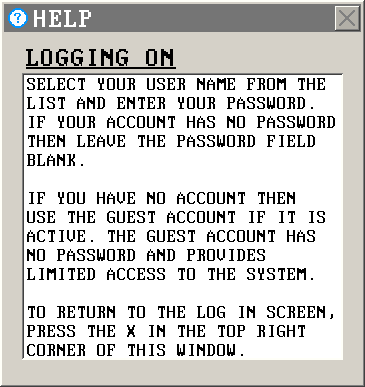 ? HELP
LOGGING ON
SELECT YOUR USER NAME FROM THE
LIST AND ENTER YOUR PASSWORD.
IF YOUR ACCOUNT HAS NO PASSWORD
THEN LEAVE THE PASSWORD FIELD
BLANK.
IF YOU HAVE NO ACCOUNT THEN
USE THE GUEST ACCOUNT IF IT IS
ACTIVE. THE GUEST ACCOUNT HAS
NO PASSWORD AND PROVIDES
LIMITED ACCESS TO THE SYSTEM.
TO RETURN TO THE LOG IN SCREEN,
PRESS THE X IN THE TOP RIGHT
CORNER OF THIS WINDOW.